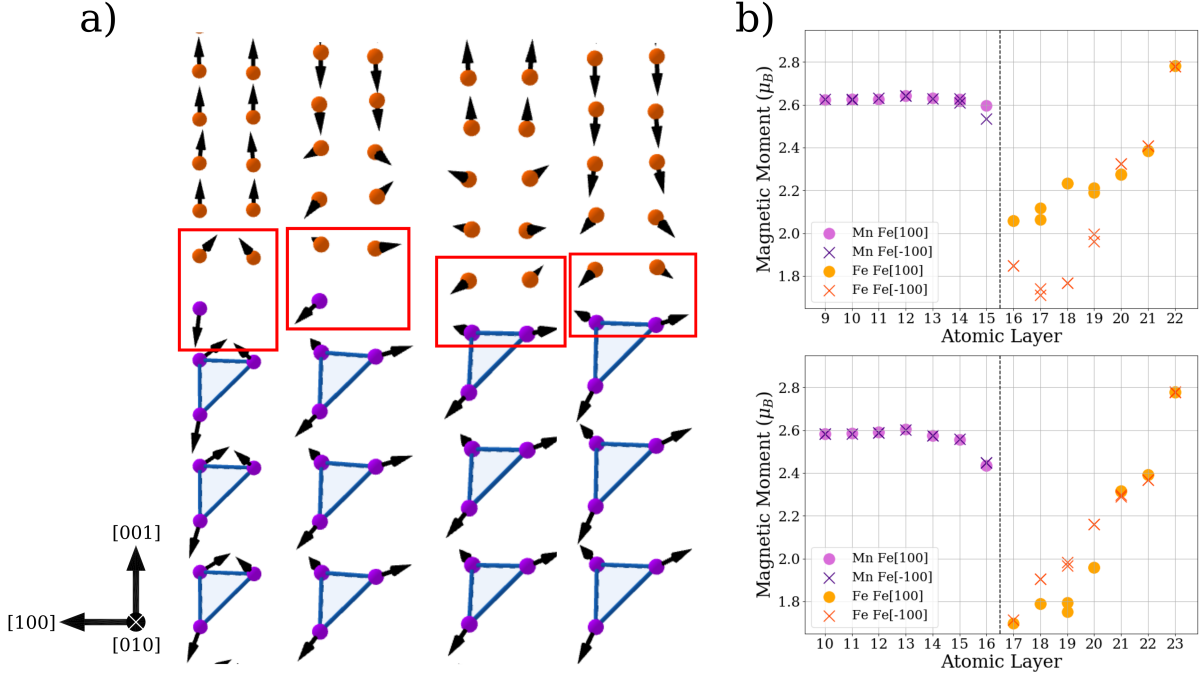 a)
[001]
[100]
[010]
b)
Magnetic Moment (μB)
2.8
2.6
2.4
2.2
2.0
1.8
Mn Fe[100]
Mn Fe[-100]
Fe Fe[100]
Fe Fe[-100]
9 10 11 12 13 14 15 16 17 18 19 20 21 22
Atomic Layer
Magnetic Moment (μB)
2.8
2.6
2.4
2.2
2.0
1.8
Mn Fe[100]
Mn Fe[-100]
Fe Fe[100]
Fe Fe[-100]
10 11 12 13 14 15 16 17 18 19 20 21 22 23
Atomic Layer